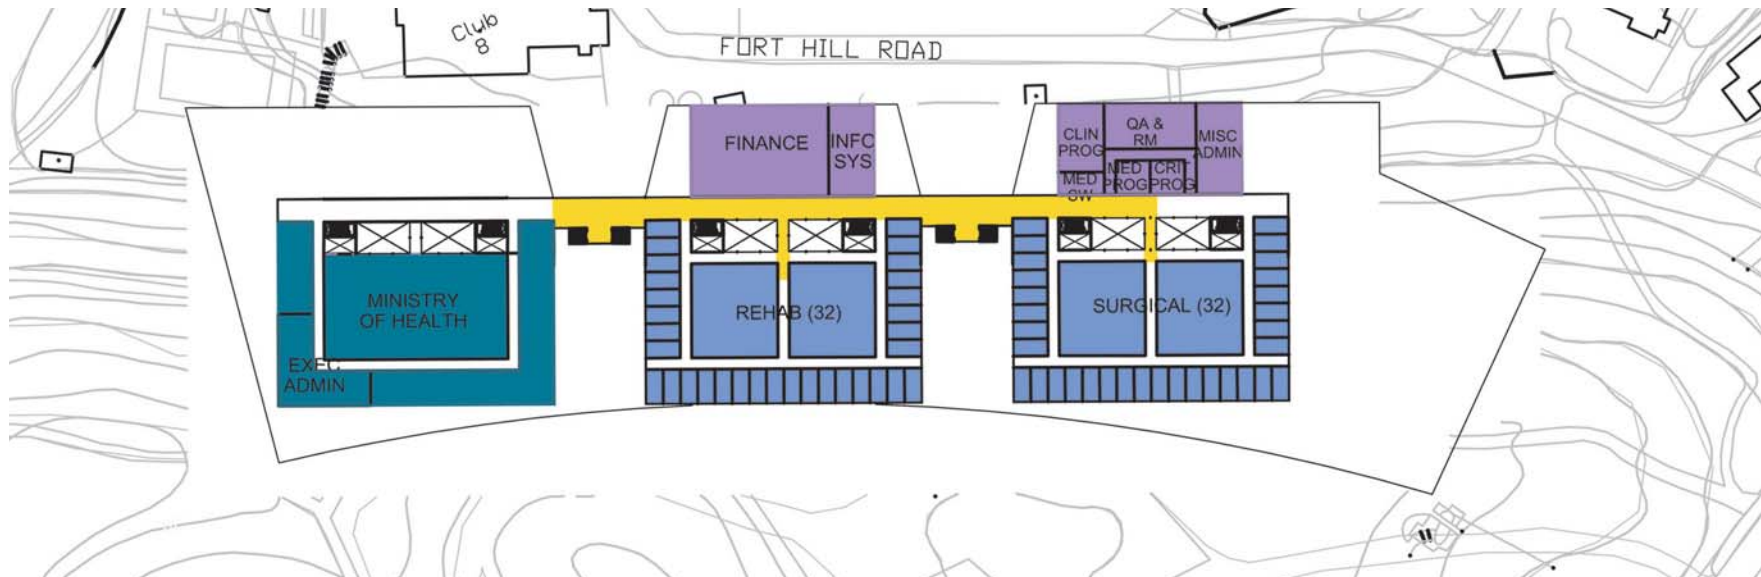 Club
8
FORT HILL ROAD
FINANCE
INFO
SYS
CLIN
PROG
QA &
RM
MISC
ADMIN
MED
PROG
CRIT
PROG
MED
SW
MINISTRY
OF HEALTH
EXEC
ADMIN
REHAB (32)
SURGICAL (32)